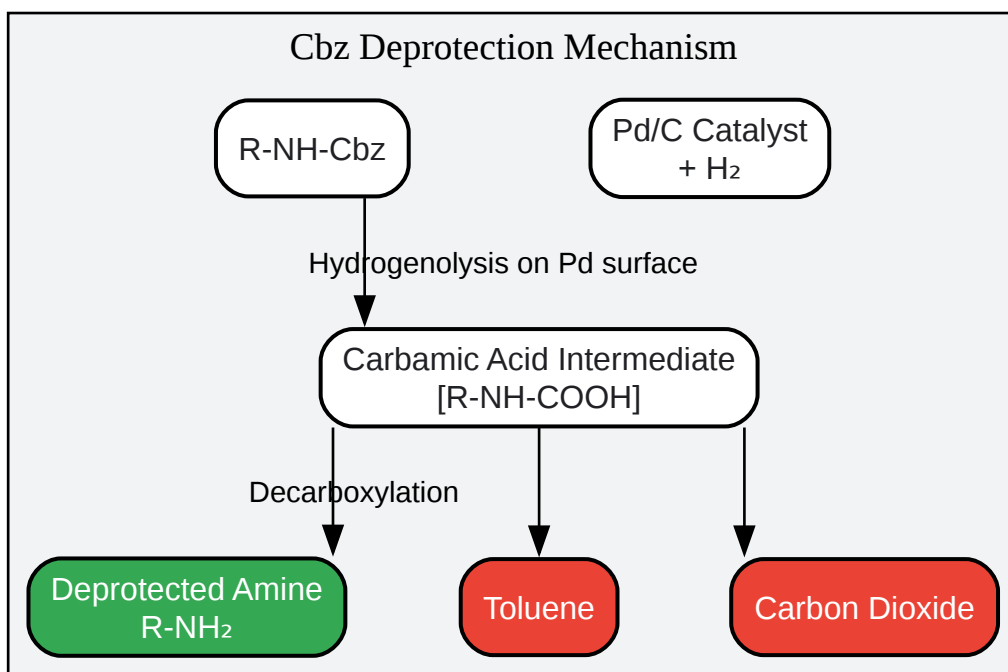 Cbz Deprotection Mechanism
R-NH-Cbz
Pd/C Catalyst
+ H₂
Hydrogenolysis on Pd surface
Carbamic Acid Intermediate
[R-NH-COOH]
Decarboxylation
Deprotected Amine
R-NH₂
Toluene
Carbon Dioxide